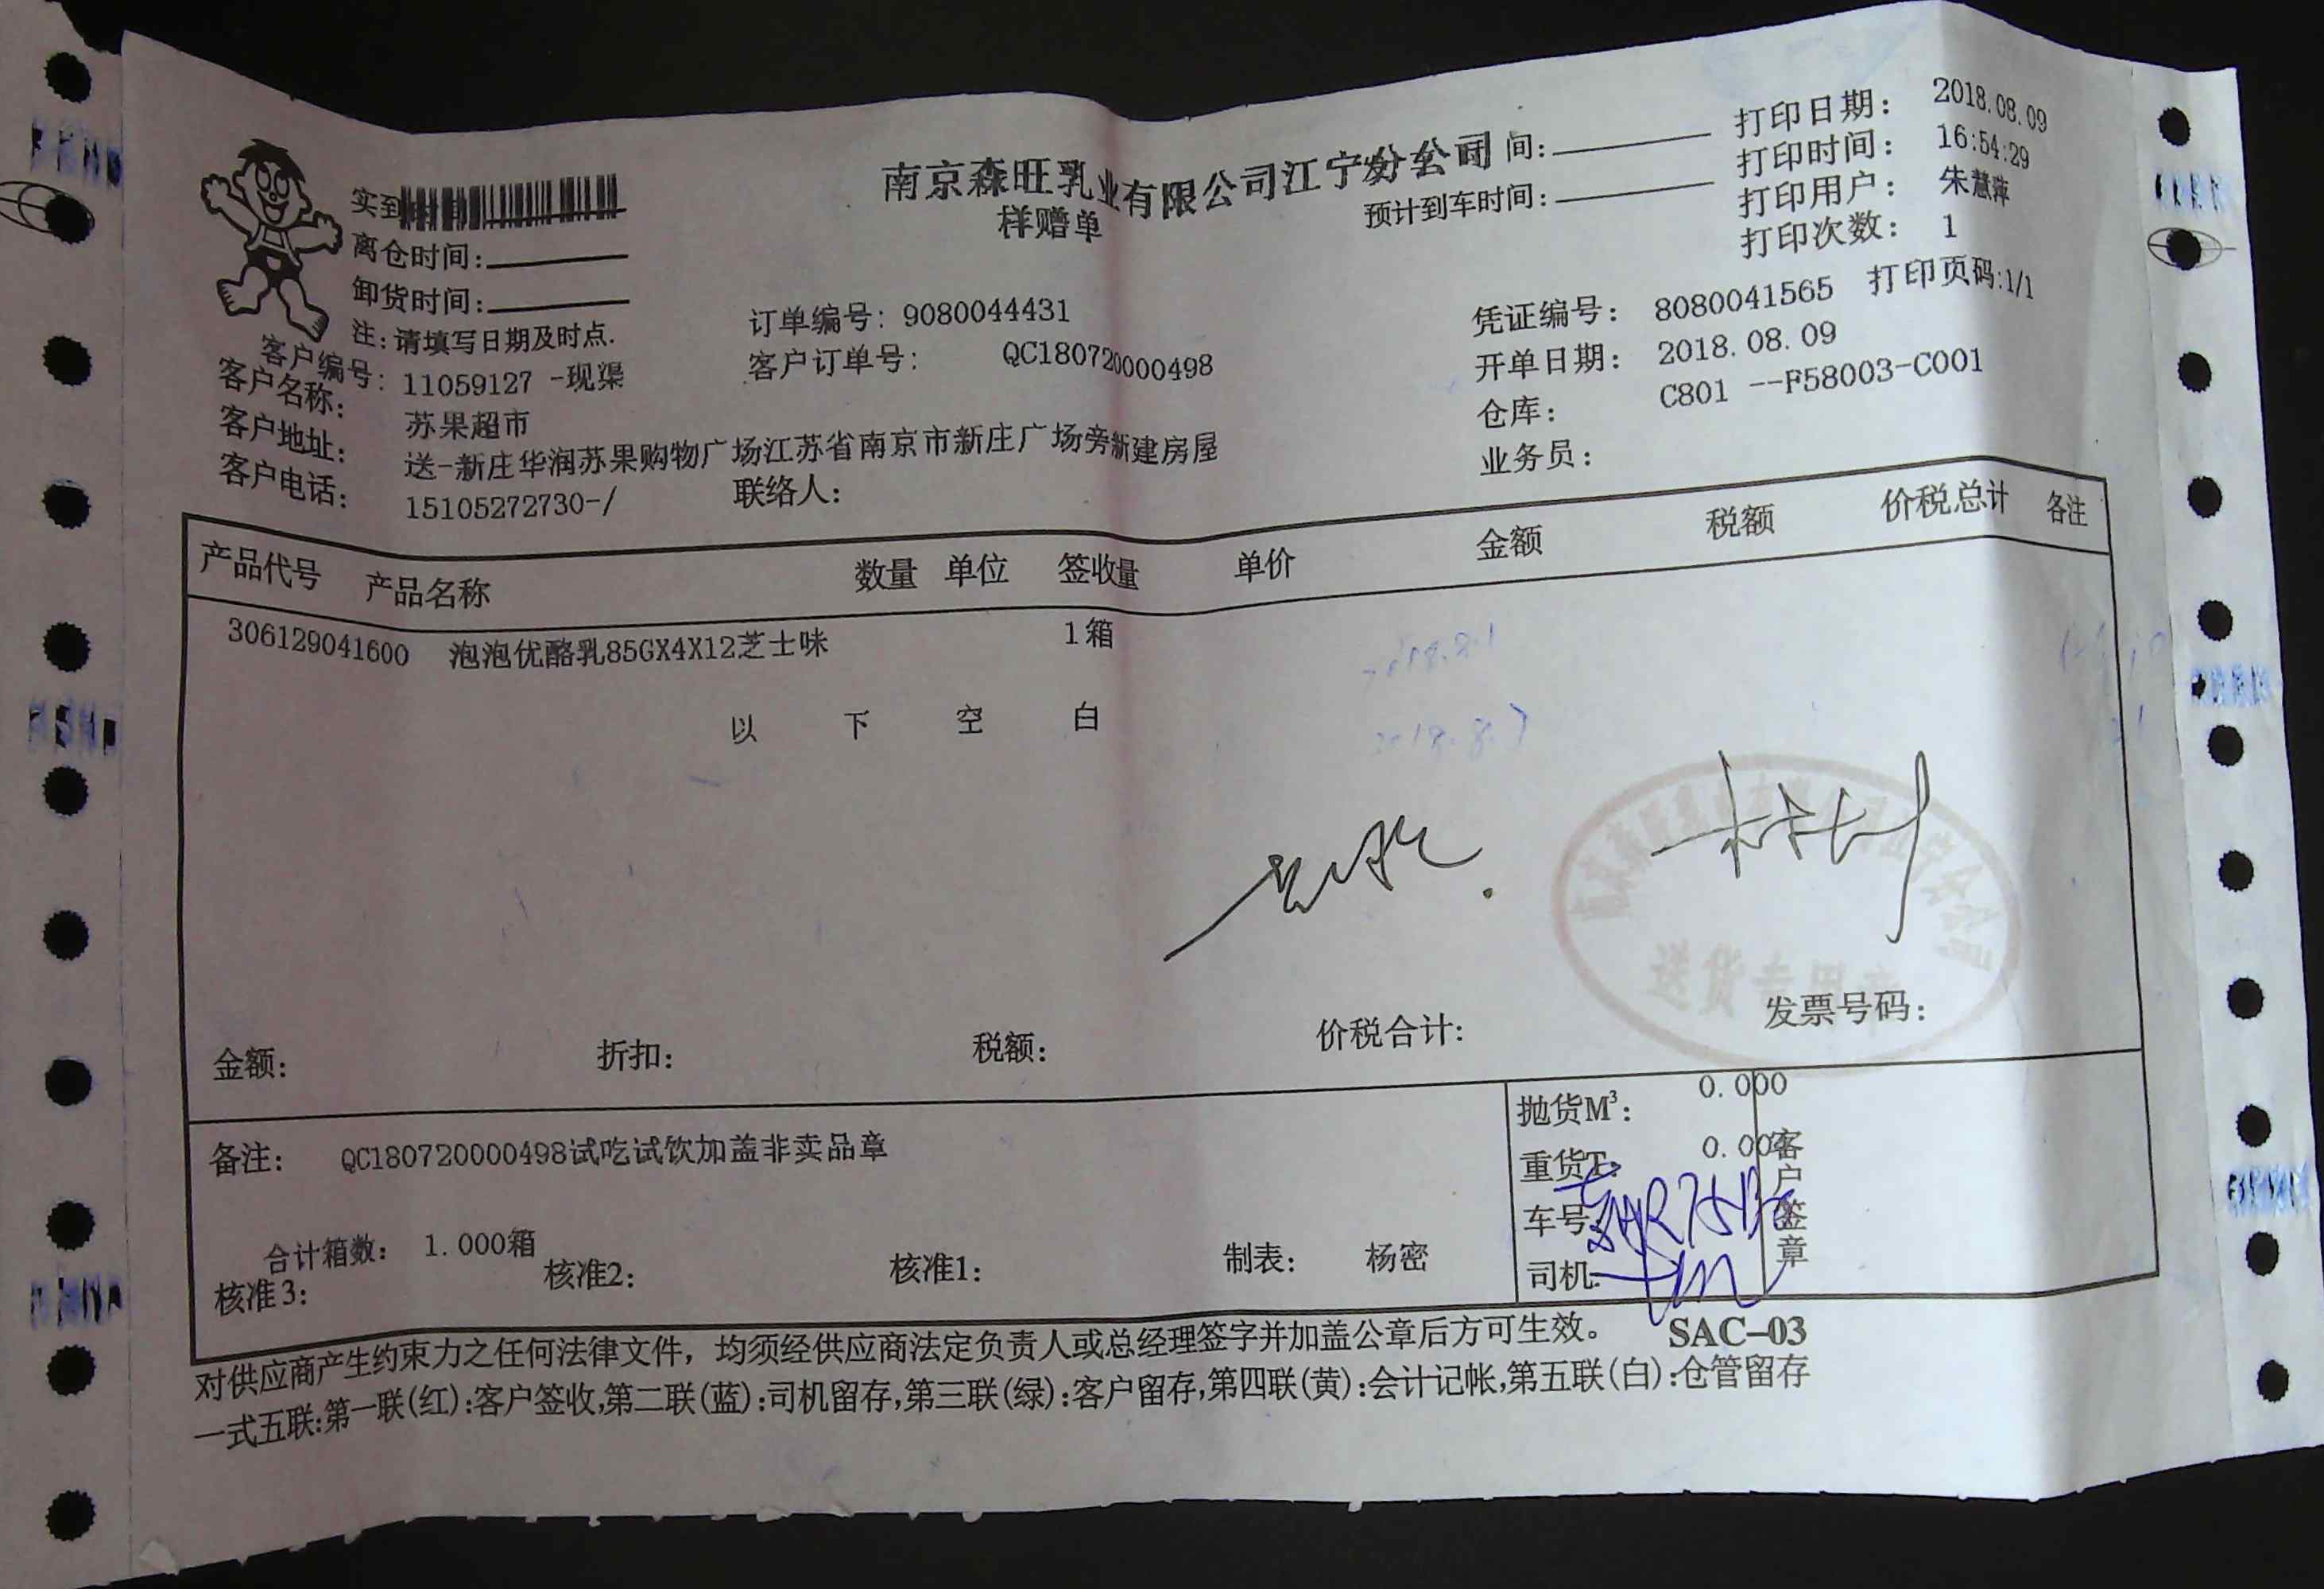 南京森旺乳业有限公司江宁分公司 间:
样赠单
预计到车时间:
打印日期: 2018.08.09
打印时间: 16:54:29
打印用户: 朱慧萍
打印次数: 1
实到
离仓时间:
卸货时间:
注:请填写日期及时点.
订单编号: 9080044431
客户订单号: QC180720000498
凭证编号: 8080041565 打印页码:1/1
开单日期: 2018.08.09
仓库: C801 --F58003-C001
业务员:
客户编号: 11059127 -现渠
客户名称: 苏果超市
客户地址: 送-新庄华润苏果购物广场江苏省南京市新庄广场旁新建房屋
客户电话: 15105272730-/ 联络人:
产品代号 产品名称 数量 单位 签收量 单价 金额 税额 价税总计 备注
306129041600 泡泡优酪乳85GX4X12芝士味 1箱
以 下 空 白
送货专用章
金额: 折扣: 税额: 价税合计: 发票号码:
备注: QC180720000498试吃试饮加盖非卖品章
抛货M³: 0.000
重货T:
车号:
司机:
客户签章
合计箱数: 1.000箱
核准3: 核准2: 核准1: 制表: 杨密
对供应商产生约束力之任何法律文件，均须经供应商法定负责人或总经理签字并加盖公章后方可生效。 SAC-03
一式五联:第一联(红):客户签收,第二联(蓝):司机留存,第三联(绿):客户留存,第四联(黄):会计记帐,第五联(白):仓管留存